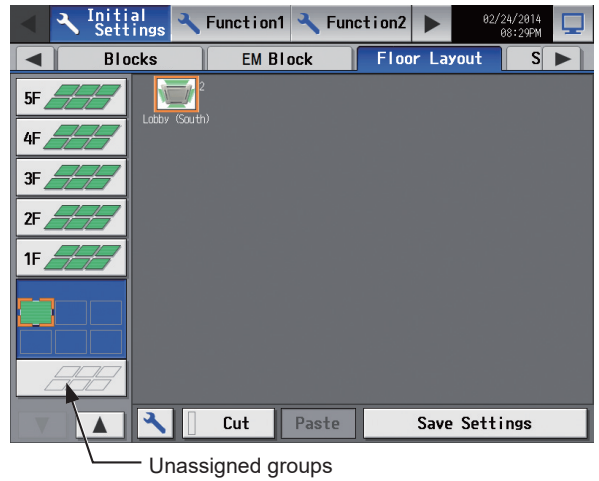 Initial
Settings
Function1
Function2
02/24/2014
08:29PM
Blocks
EM Block
Floor Layout
S
5F
2
Lobby (South)
4F
3F
2F
1F
Cut
Paste
Save Settings
Unassigned groups